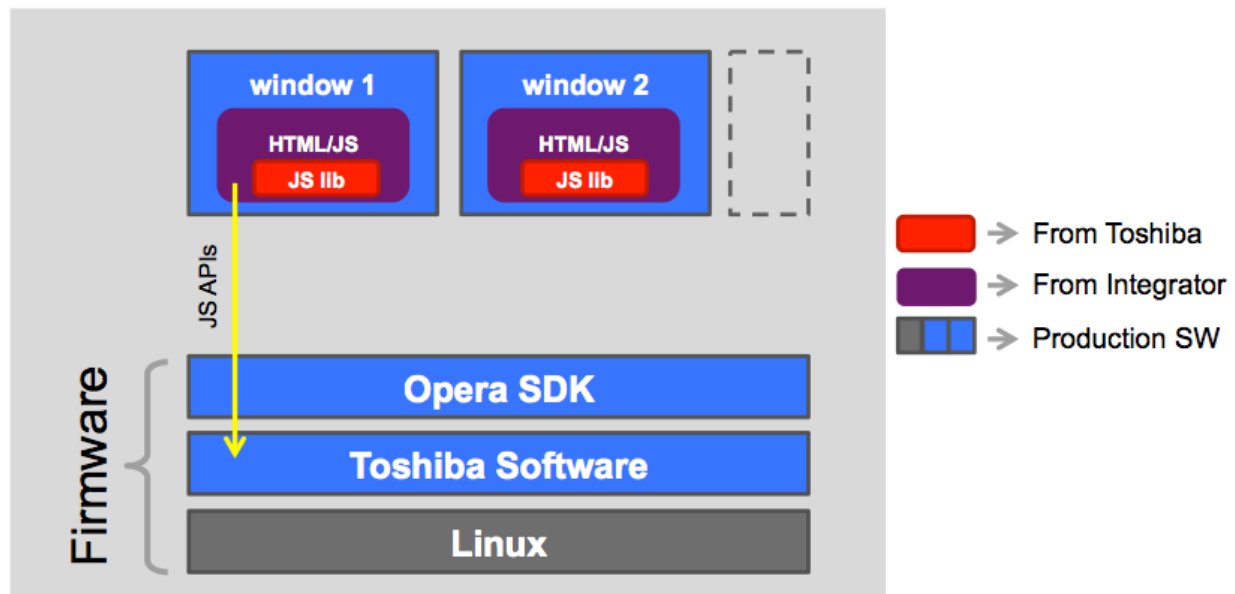 window 1
window 2
HTML/JS
HTML/JS
JS lib
JS lib
From Toshiba
From Integrator
Production SW
JS APIs
Firmware
Opera SDK
Toshiba Software
Linux